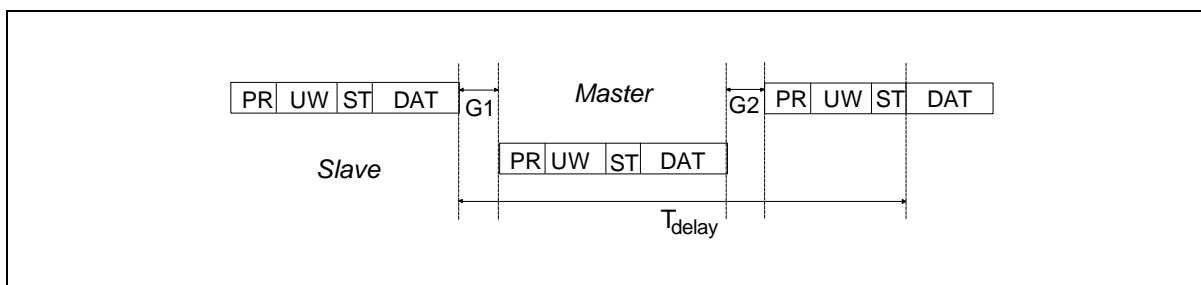 PR UW ST DAT G1 Master G2 PR UW ST DAT
Slave PR UW ST DAT
Tdelay